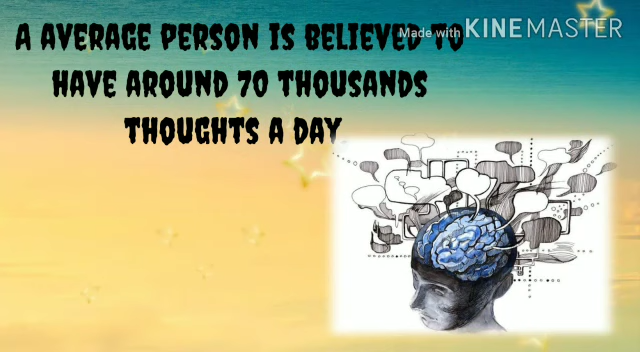 A AVERAGE PERSON IS BELIEVED TO
Made with KINEMASTER
HAVE AROUND 70 THOUSANDS
THOUGHTS A DAY